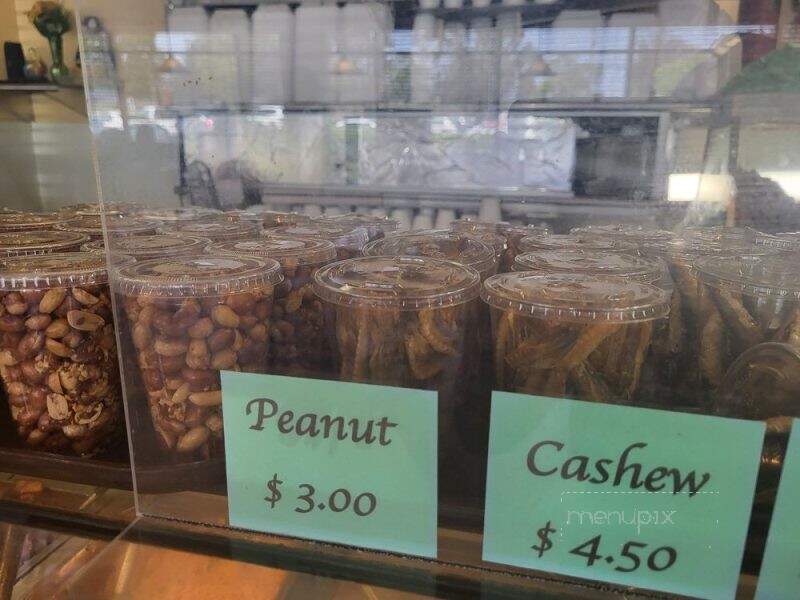 Peanut
$ 3.00
Cashew
menupix
$ 4.50